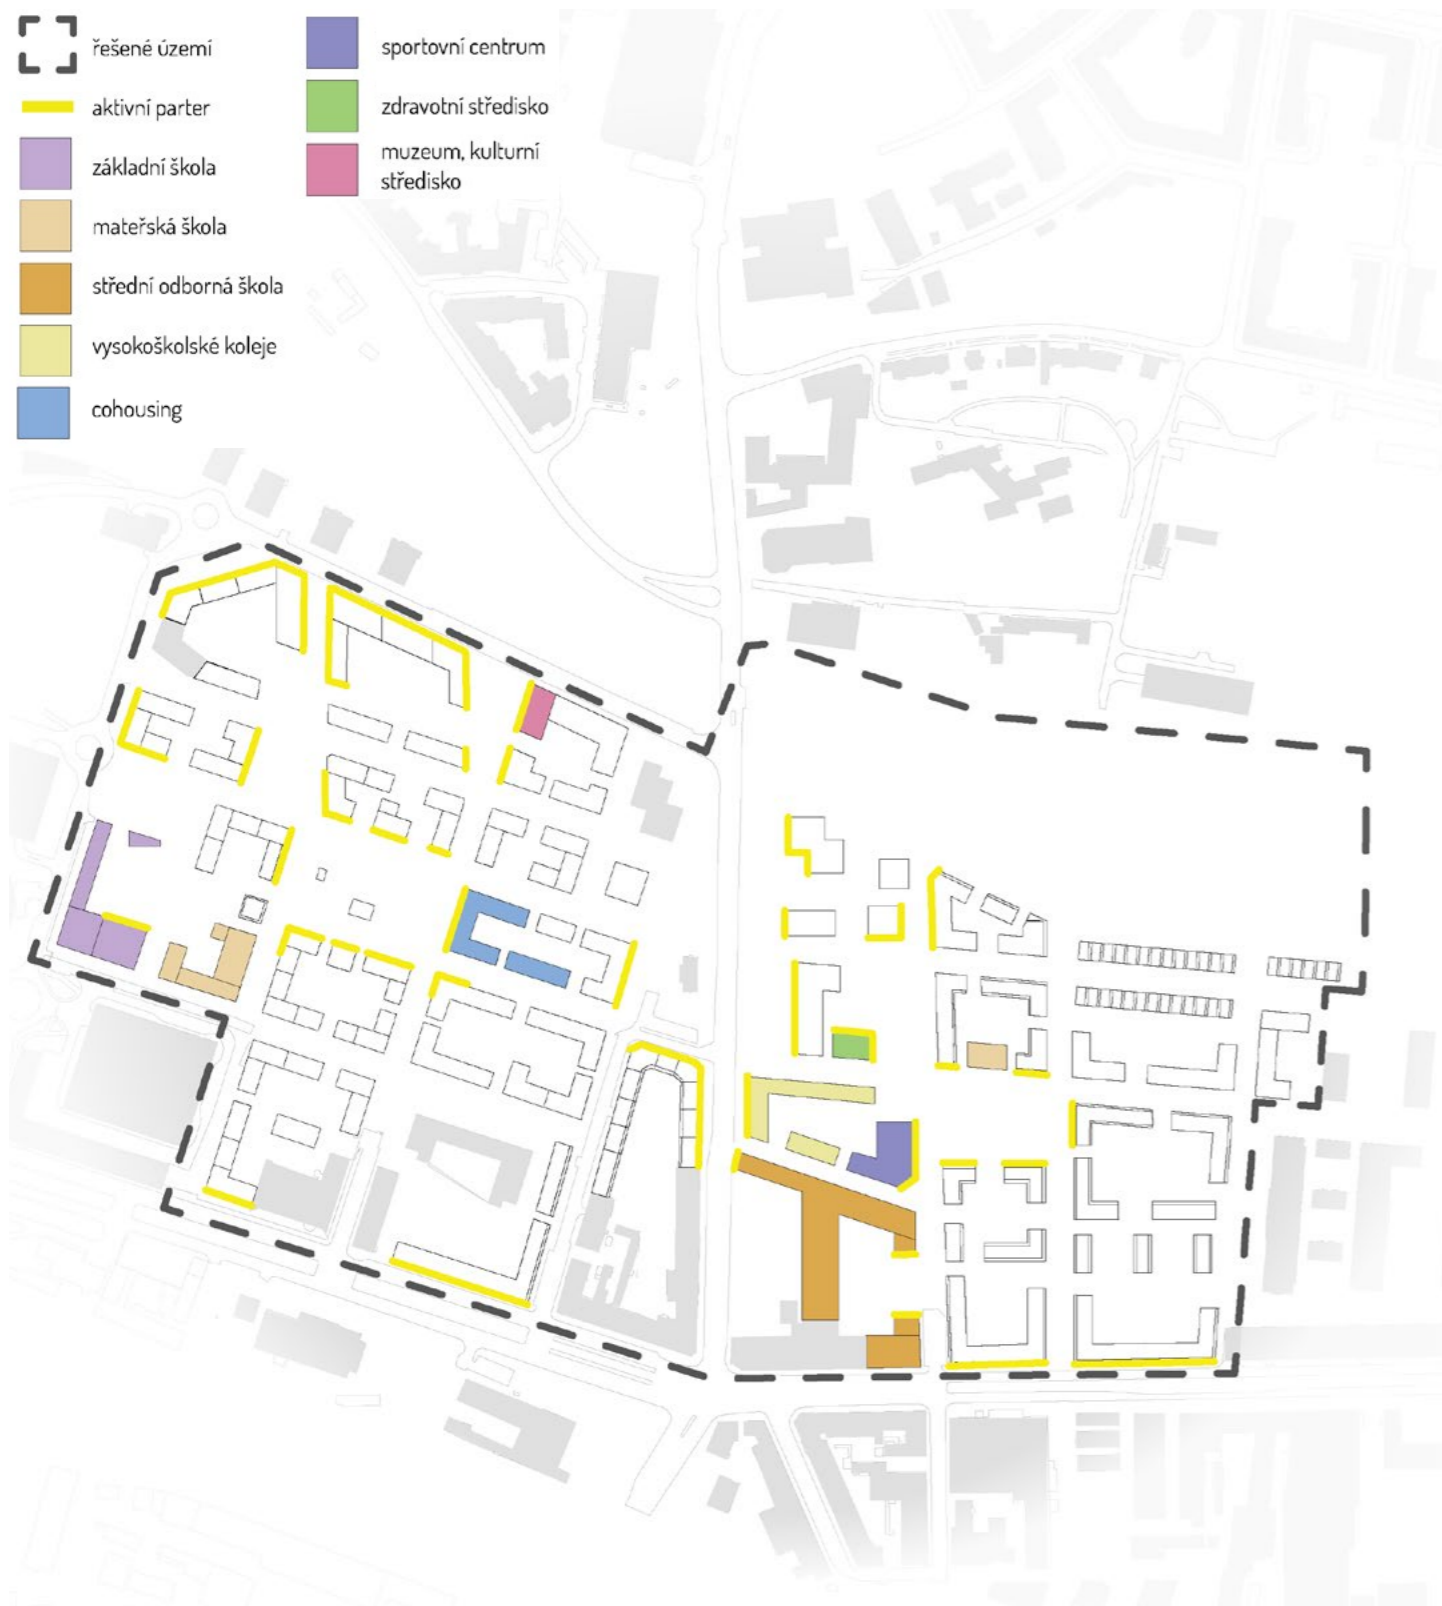 řešené území
aktivní parter
základní škola
mateřská škola
střední odborná škola
vysokoškolské koleje
cohousing
sportovní centrum
zdravotní středisko
muzeum, kulturní
středisko